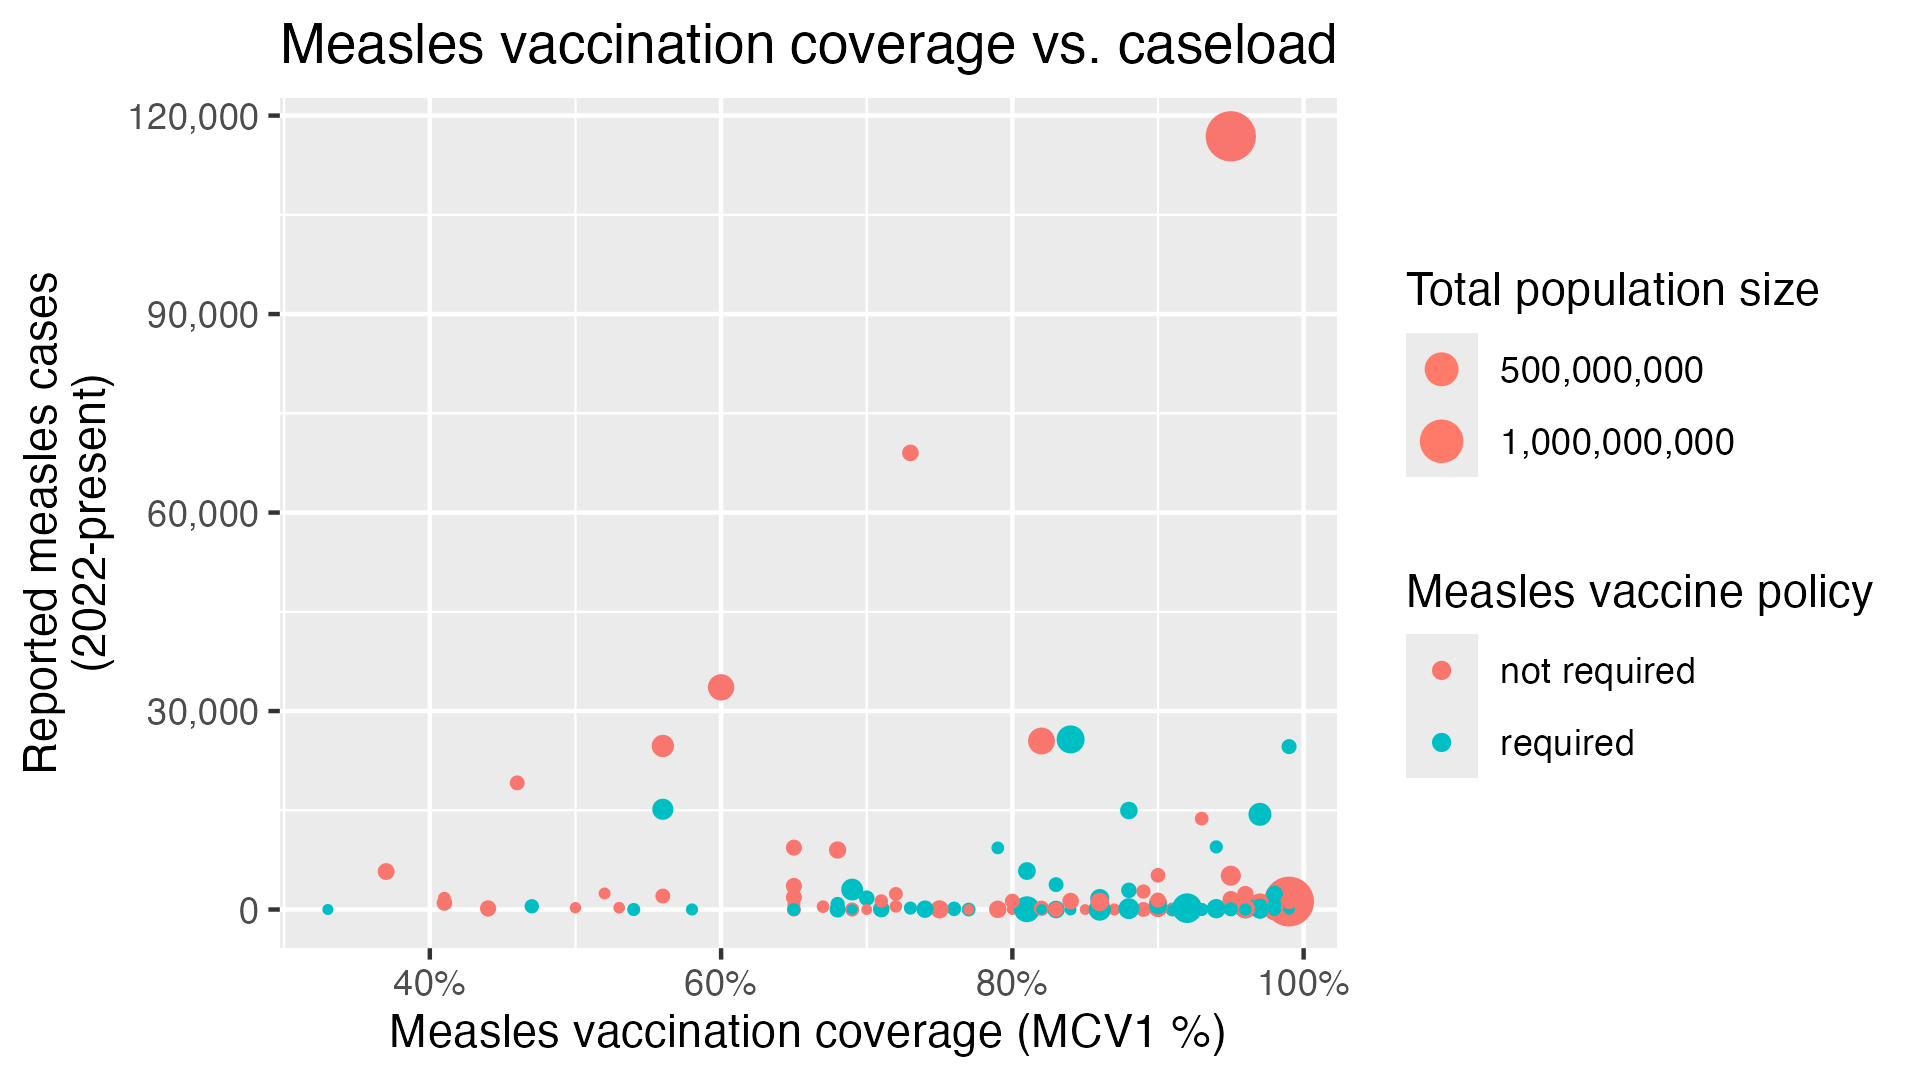 Measles vaccination coverage vs. caseload
Reported measles cases
(2022-present)
120,000
90,000
60,000
30,000
0
40%
60%
80%
100%
Measles vaccination coverage (MCV1 %)
Total population size
500,000,000
1,000,000,000
Measles vaccine policy
not required
required